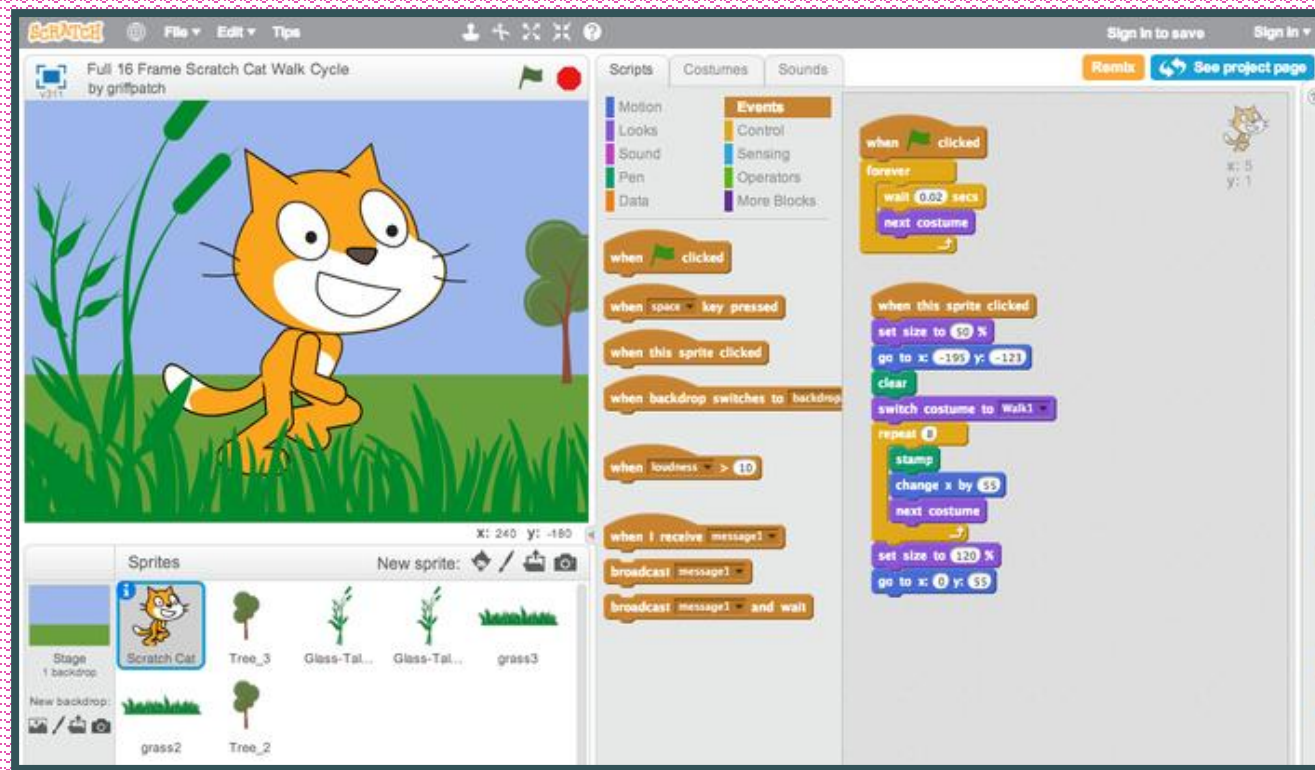 SCRATCH File Edit Tips Sign in to save Sign in
Full 16 Frame Scratch Cat Walk Cycle
by griffpatch
v311
Scripts Costumes Sounds
Remix See project page
Motion Events
Looks Control
Sound Sensing
Pen Operators
Data More Blocks
when clicked
when space key pressed
when this sprite clicked
when backdrop switches to backdrop
when loudness > 10
when I receive message1
broadcast message1
broadcast message1 and wait
when clicked
forever
wait 0.02 secs
next costume
when this sprite clicked
set size to 50 %
go to x: -195 y: -123
clear
switch costume to Walk1
repeat 8
stamp
change x by 55
next costume
set size to 120 %
go to x: 0 y: 55
x: 5
y: 1
x: 240 y: -180
Sprites New sprite:
Stage
1 backdrop
New backdrop:
Scratch Cat
Tree_3
Glass-Tal...
Glass-Tal...
grass3
grass2
Tree_2